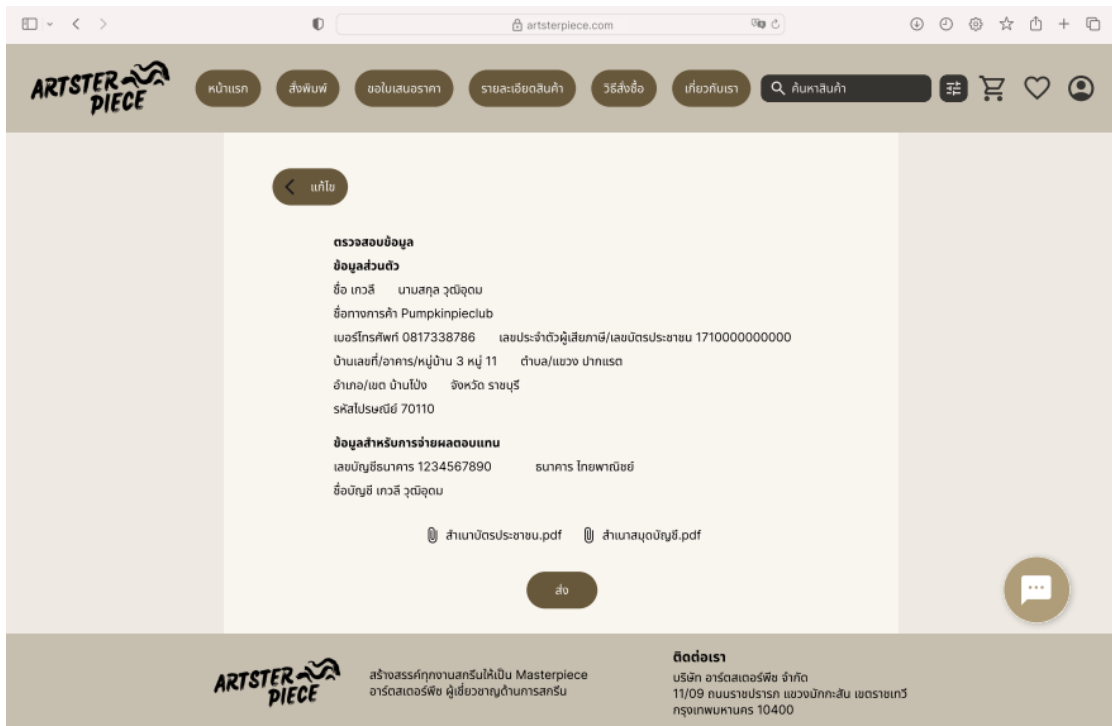 artsterpiece.com
ARTSTER
PIECE
หน้าแรก
สั่งพิมพ์
ขอใบเสนอราคา
รายละเอียดสินค้า
วิธีสั่งซื้อ
เกี่ยวกับเรา
ค้นหาสินค้า
แก้ไข
ตรวจสอบข้อมูล
ข้อมูลส่วนตัว
ชื่อ เกวลี นามสกุล วุฒิอุดม
ชื่อทางการค้า Pumpkinpieclub
เบอร์โทรศัพท์ 0817338786 เลขประจำตัวผู้เสียภาษี/เลขบัตรประชาชน 1710000000000
บ้านเลขที่/อาคาร/หมู่บ้าน 3 หมู่ 11 ตำบล/แขวง ปากแรต
อำเภอ/เขต บ้านโป่ง จังหวัด ราชบุรี
รหัสไปรษณีย์ 70110
ข้อมูลสำหรับการจ่ายผลตอบแทน
เลขบัญชีธนาคาร 1234567890 ธนาคาร ไทยพาณิชย์
ชื่อบัญชี เกวลี วุฒิอุดม
สำเนาบัตรประชาชน.pdf สำเนาสมุดบัญชี.pdf
ส่ง
ARTSTER
PIECE
สร้างสรรค์ทุกงานสกรีนให้เป็น Masterpiece
อาร์ตสเตอร์พีซ ผู้เชี่ยวชาญด้านการสกรีน
ติดต่อเรา
บริษัท อาร์ตสเตอร์พีซ จำกัด
11/09 ถนนราชปรารภ แขวงมักกะสัน เขตราชเทวี
กรุงเทพมหานคร 10400